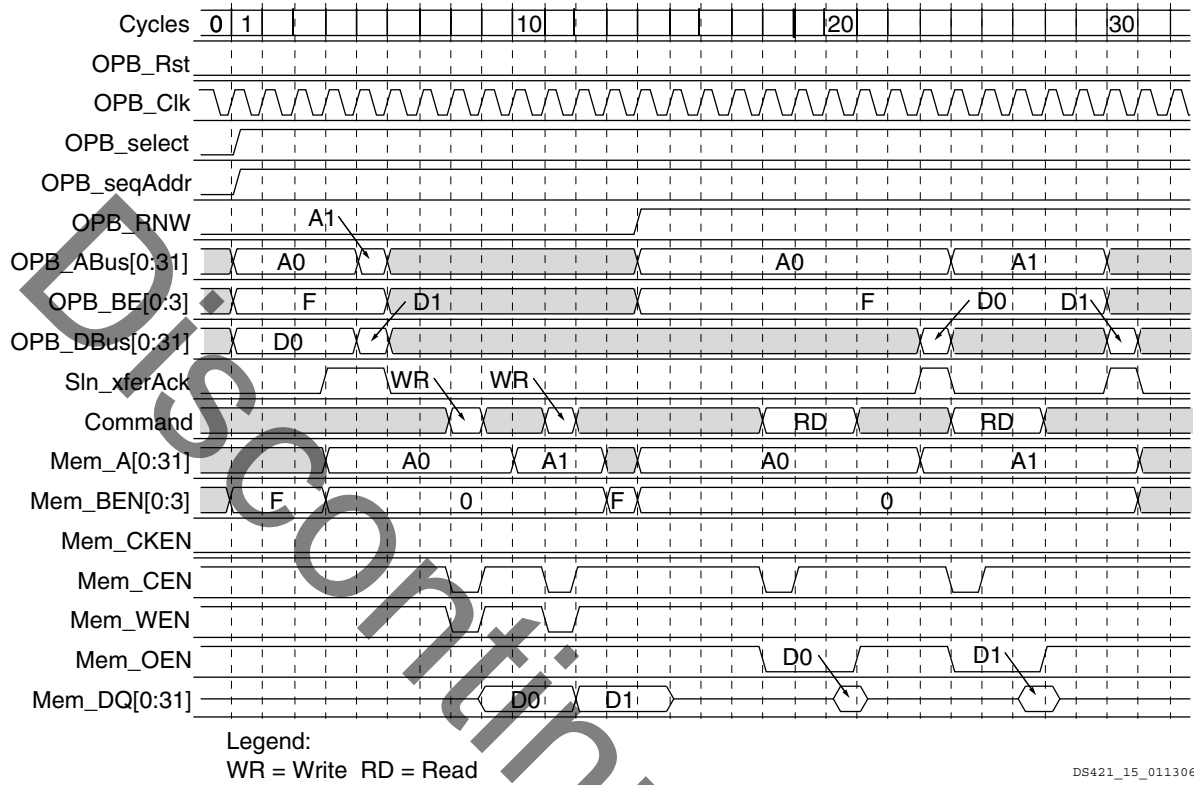 Cycles 0 1 10 20 30
OPB_Rst
OPB_Clk
OPB_select
OPB_seqAddr
OPB_RNW A1
OPB_ABus[0:31] A0 A0 A1
OPB_BE[0:3] F D1 F D0 D1
OPB_DBus[0:31] D0
Sln_xferAck WR WR
Command RD RD
Mem_A[0:31] A0 A1 A0 A1
Mem_BEN[0:3] F 0 F 0
Mem_CKEN
Mem_CEN
Mem_WEN
Mem_OEN D0 D1
Mem_DQ[0:31] D0 D1
Legend:
WR = Write RD = Read
DS421_15_011306